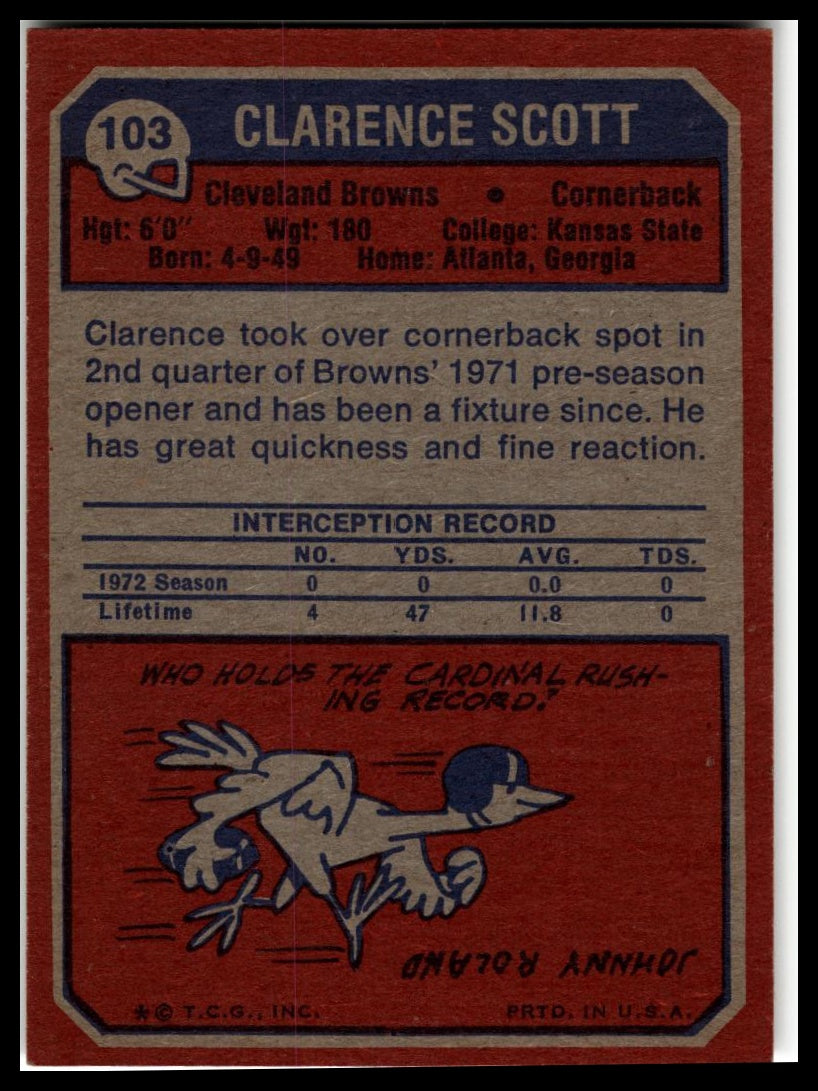 103 CLARENCE SCOTT
Cleveland Browns • Cornerback
Hgt: 6'0" Wgt: 180 College: Kansas State
Born: 4-9-49 Home: Atlanta, Georgia
Clarence took over cornerback spot in
2nd quarter of Browns' 1971 pre-season
opener and has been a fixture since. He
has great quickness and fine reaction.
INTERCEPTION RECORD
NO. YDS. AVG. TDS.
1972 Season 0 0 0.0 0
Lifetime 4 47 11.8 0
WHO HOLDS THE CARDINAL RUSH-
ING RECORD?
JOHNNY ROLAND
*© T.C.G., INC. PRTD. IN U.S.A.